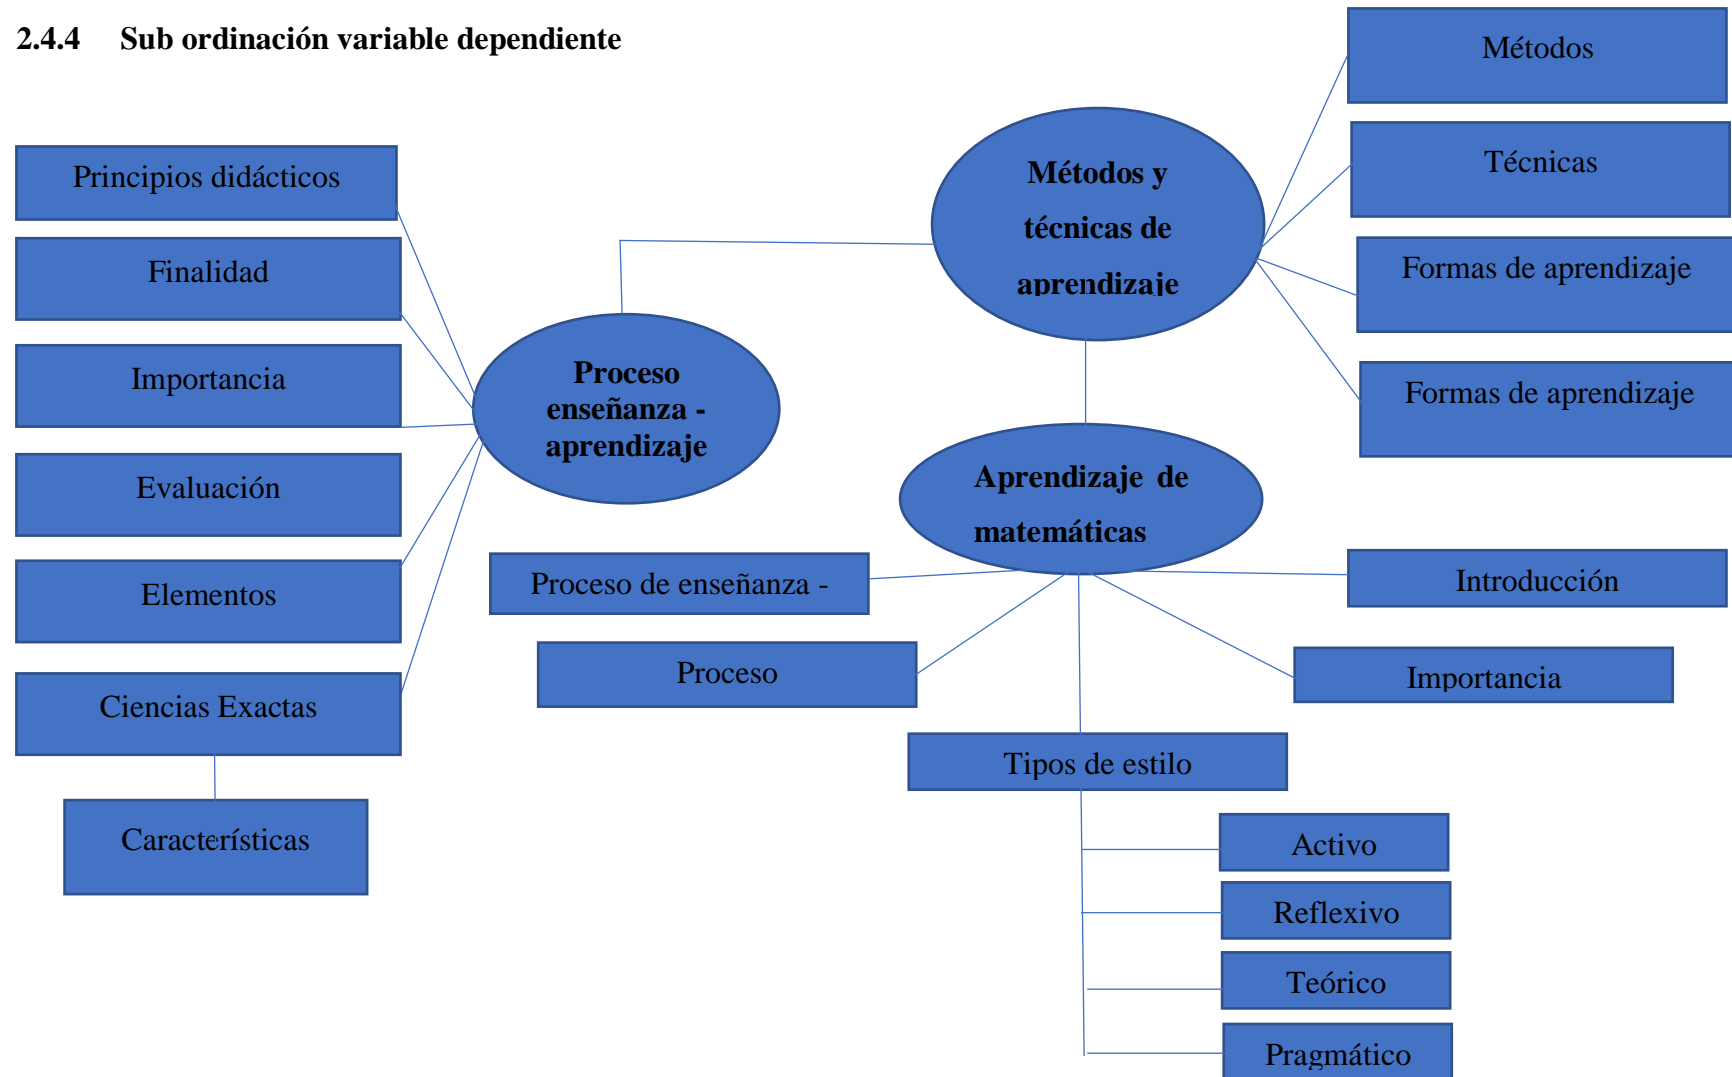 2.4.4 Sub ordinación variable dependiente
Métodos
Técnicas
Formas de aprendizaje
Formas de aprendizaje
Métodos y
técnicas de
aprendizaje
Principios didácticos
Finalidad
Importancia
Evaluación
Elementos
Ciencias Exactas
Características
Proceso
enseñanza -
aprendizaje
Aprendizaje de
matemáticas
Proceso de enseñanza -
Proceso
Introducción
Importancia
Tipos de estilo
Activo
Reflexivo
Teórico
Pragmático